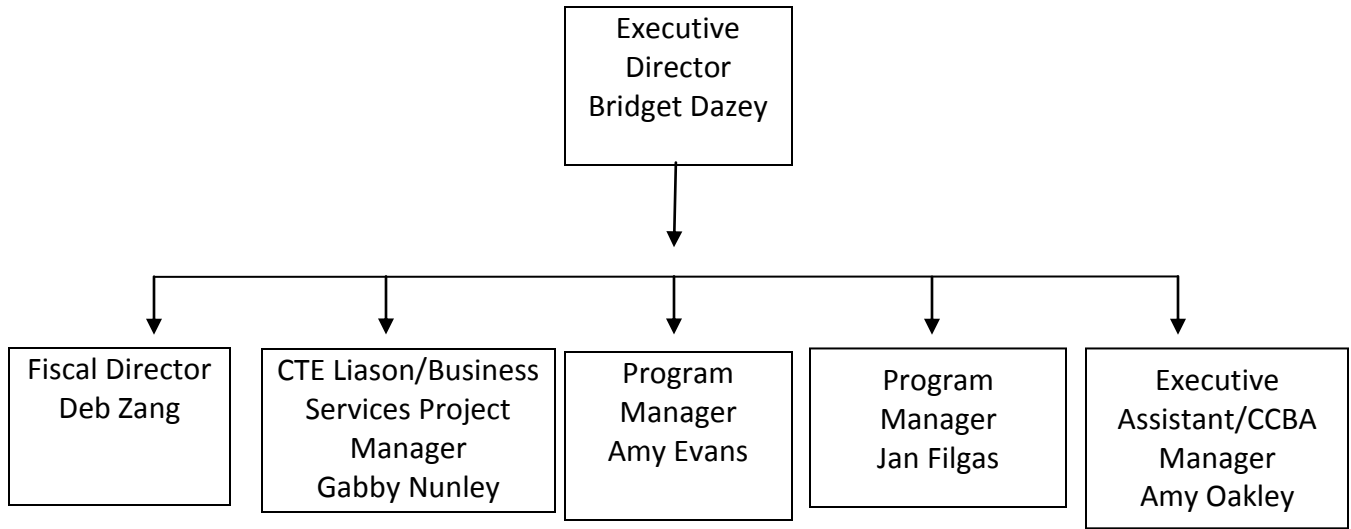 Executive
Director
Bridget Dazey
Fiscal Director
Deb Zang
CTE Liason/Business
Services Project
Manager
Gabby Nunley
Program
Manager
Amy Evans
Program
Manager
Jan Filgas
Executive
Assistant/CCBA
Manager
Amy Oakley